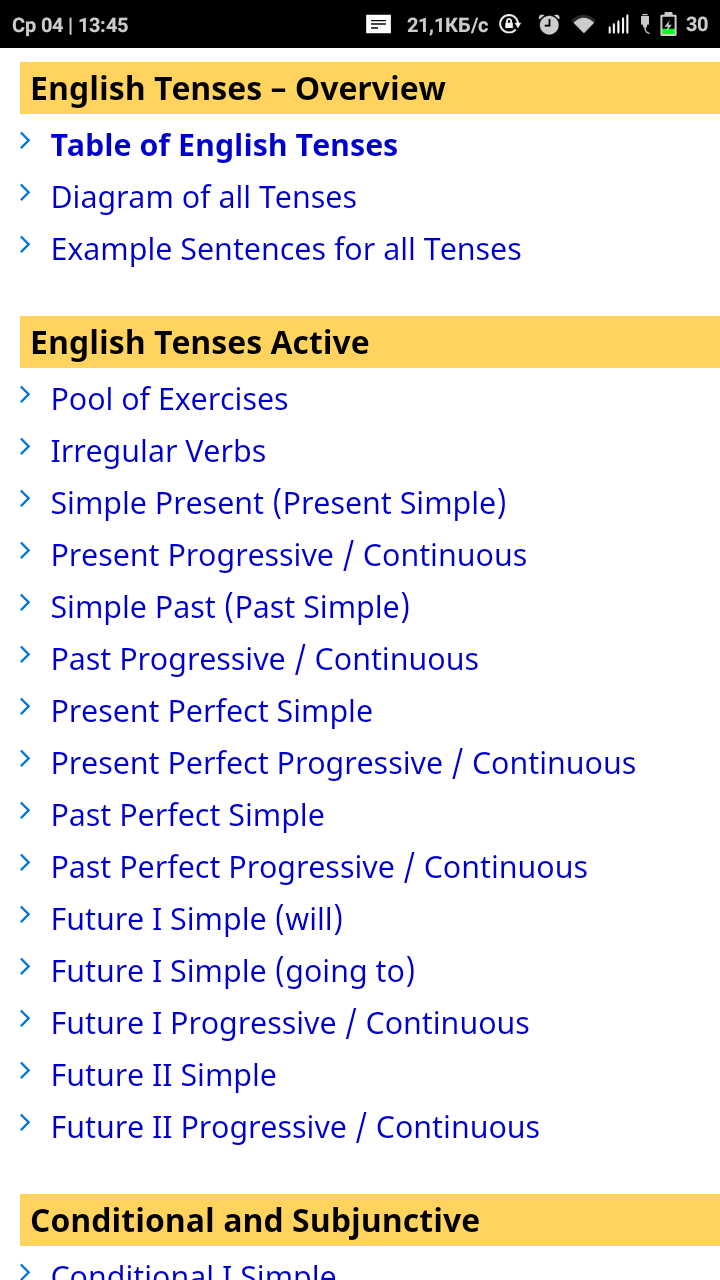 Ср 04 | 13:45 21,1КБ/с 30
English Tenses – Overview
Table of English Tenses
Diagram of all Tenses
Example Sentences for all Tenses
English Tenses Active
Pool of Exercises
Irregular Verbs
Simple Present (Present Simple)
Present Progressive / Continuous
Simple Past (Past Simple)
Past Progressive / Continuous
Present Perfect Simple
Present Perfect Progressive / Continuous
Past Perfect Simple
Past Perfect Progressive / Continuous
Future I Simple (will)
Future I Simple (going to)
Future I Progressive / Continuous
Future II Simple
Future II Progressive / Continuous
Conditional and Subjunctive
Conditional I Simple